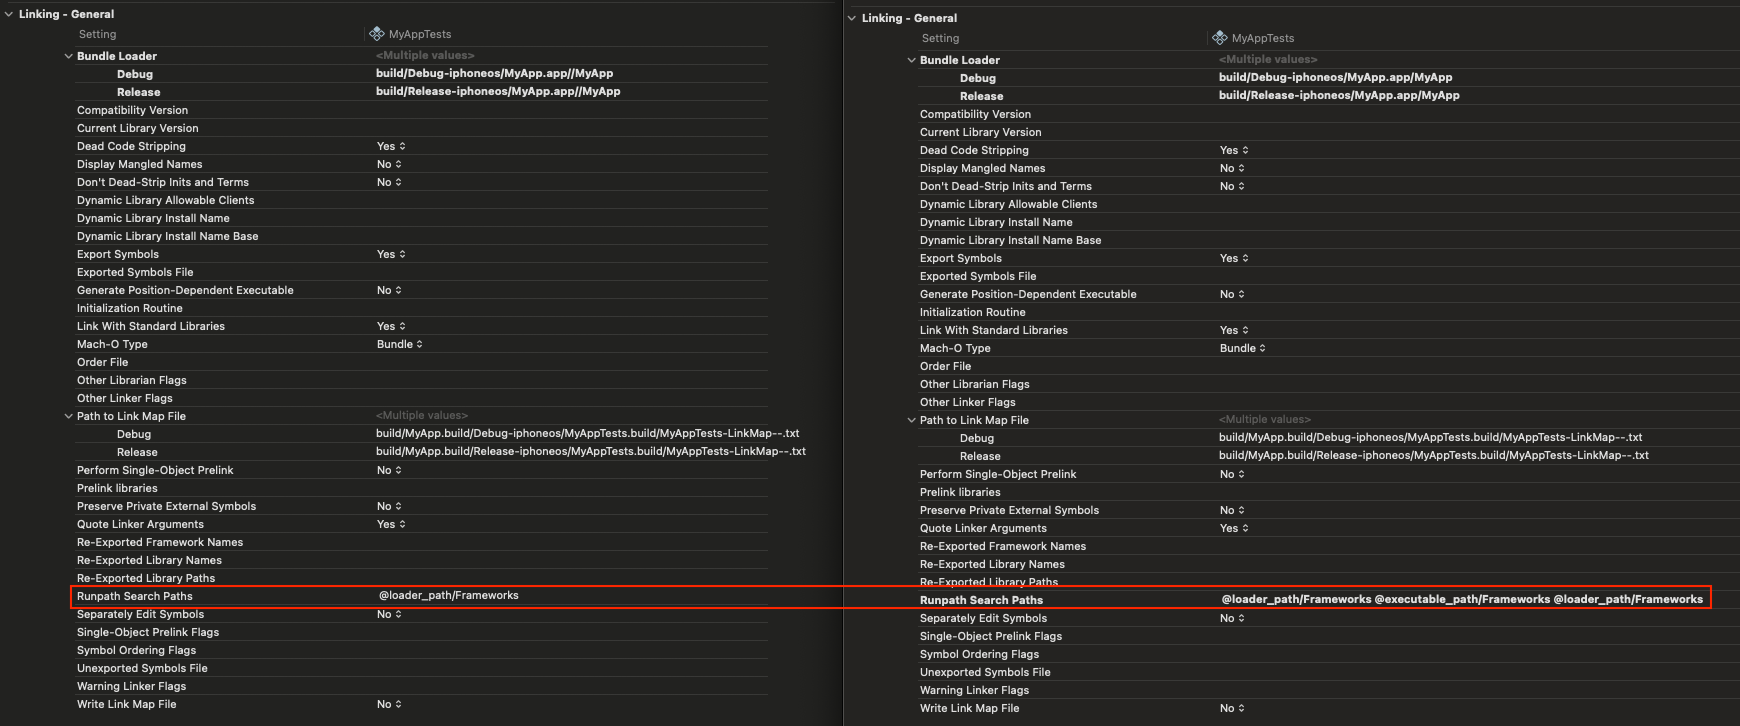 Linking - General
Setting MyAppTests
Bundle Loader <Multiple values>
Debug build/Debug-iphoneos/MyApp.app//MyApp
Release build/Release-iphoneos/MyApp.app//MyApp
Compatibility Version
Current Library Version
Dead Code Stripping Yes
Display Mangled Names No
Don't Dead-Strip Inits and Terms No
Dynamic Library Allowable Clients
Dynamic Library Install Name
Dynamic Library Install Name Base
Export Symbols Yes
Exported Symbols File
Generate Position-Dependent Executable No
Initialization Routine
Link With Standard Libraries Yes
Mach-O Type Bundle
Order File
Other Librarian Flags
Other Linker Flags
Path to Link Map File <Multiple values>
Debug build/MyApp.build/Debug-iphoneos/MyAppTests.build/MyAppTests-LinkMap--.txt
Release build/MyApp.build/Release-iphoneos/MyAppTests.build/MyAppTests-LinkMap--.txt
Perform Single-Object Prelink No
Prelink libraries
Preserve Private External Symbols No
Quote Linker Arguments Yes
Re-Exported Framework Names
Re-Exported Library Names
Re-Exported Library Paths
Runpath Search Paths @loader_path/Frameworks
Separately Edit Symbols No
Single-Object Prelink Flags
Symbol Ordering Flags
Unexported Symbols File
Warning Linker Flags
Write Link Map File No
Linking - General
Setting MyAppTests
Bundle Loader <Multiple values>
Debug build/Debug-iphoneos/MyApp.app/MyApp
Release build/Release-iphoneos/MyApp.app/MyApp
Compatibility Version
Current Library Version
Dead Code Stripping Yes
Display Mangled Names No
Don't Dead-Strip Inits and Terms No
Dynamic Library Allowable Clients
Dynamic Library Install Name
Dynamic Library Install Name Base
Export Symbols Yes
Exported Symbols File
Generate Position-Dependent Executable No
Initialization Routine
Link With Standard Libraries Yes
Mach-O Type Bundle
Order File
Other Librarian Flags
Other Linker Flags
Path to Link Map File <Multiple values>
Debug build/MyApp.build/Debug-iphoneos/MyAppTests.build/MyAppTests-LinkMap--.txt
Release build/MyApp.build/Release-iphoneos/MyAppTests.build/MyAppTests-LinkMap--.txt
Perform Single-Object Prelink No
Prelink libraries
Preserve Private External Symbols No
Quote Linker Arguments Yes
Re-Exported Framework Names
Re-Exported Library Names
Re-Exported Library Paths
Runpath Search Paths @loader_path/Frameworks @executable_path/Frameworks @loader_path/Frameworks
Separately Edit Symbols No
Single-Object Prelink Flags
Symbol Ordering Flags
Unexported Symbols File
Warning Linker Flags
Write Link Map File No